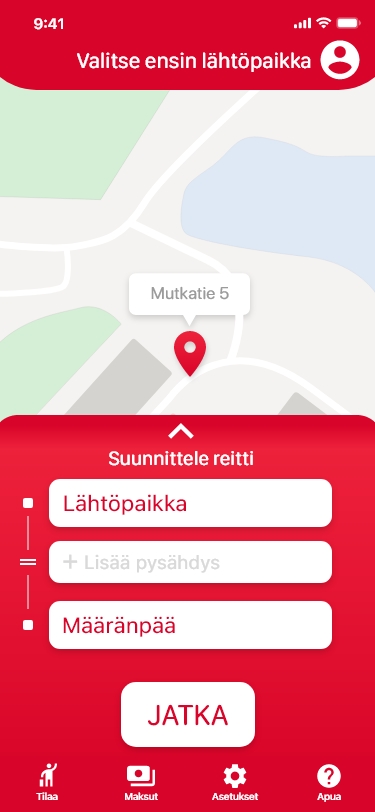 9:41
Valitse ensin lähtöpaikka
Mutkatie 5
Suunnittele reitti
Lähtöpaikka
+ Lisää pysähdys
Määränpää
JATKA
Tilaa Maksut Asetukset Apua